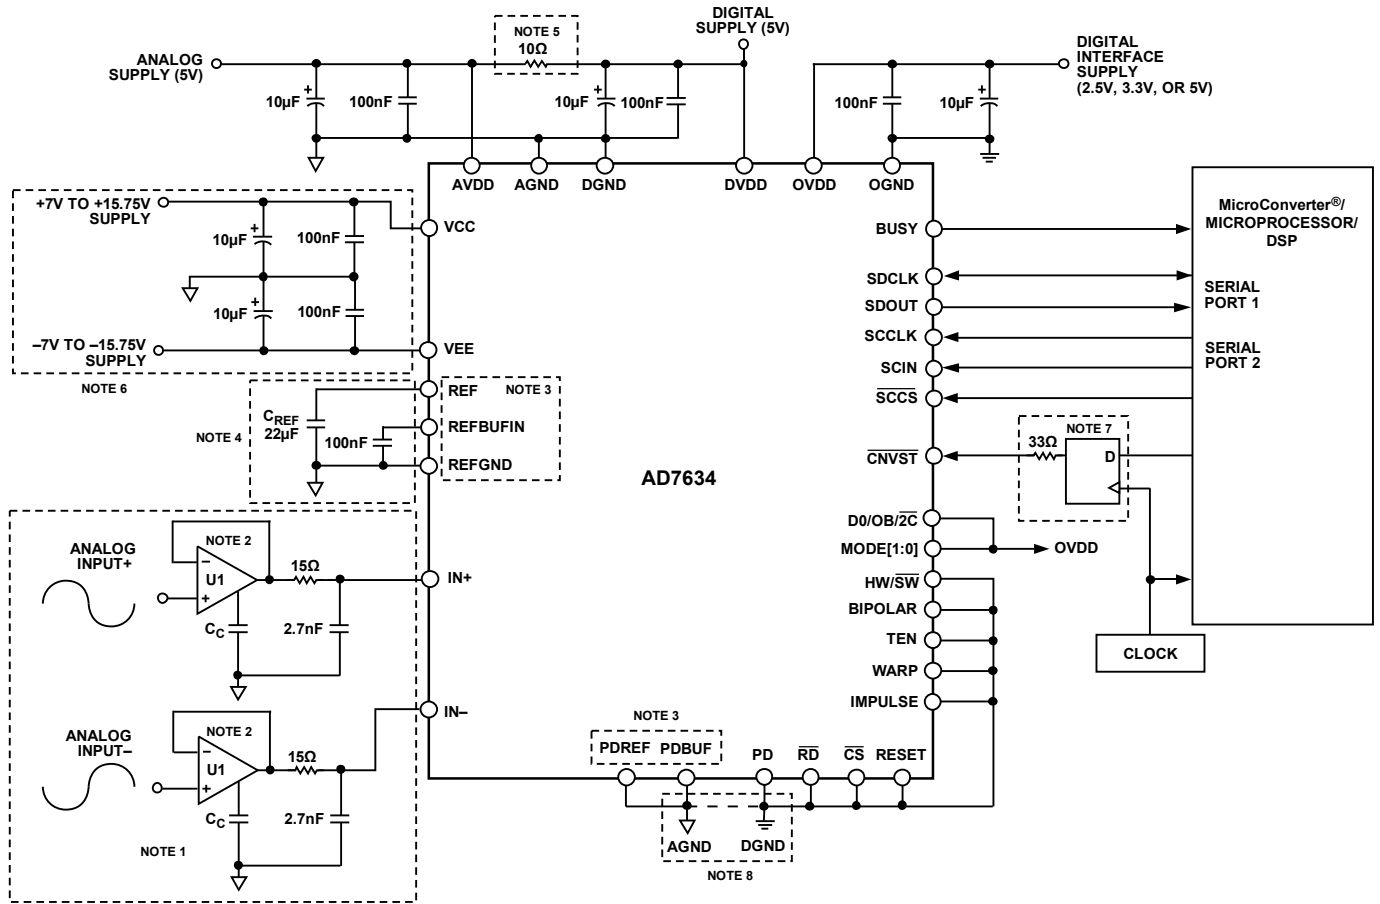 DIGITAL
SUPPLY (5V)
NOTE 5
10Ω
ANALOG
SUPPLY (5V)
DIGITAL
INTERFACE
SUPPLY
(2.5V, 3.3V, OR 5V)
10µF
100nF
10µF
100nF
100nF
10µF
AVDD
AGND
DGND
DVDD
OVDD
OGND
+7V TO +15.75V
SUPPLY
10µF
100nF
10µF
100nF
–7V TO –15.75V
SUPPLY
NOTE 6
VCC
VEE
BUSY
SDCLK
SDOUT
SCCLK
SCIN
SCCS
CNVST
MicroConverter®/
MICROPROCESSOR/
DSP
SERIAL
PORT 1
SERIAL
PORT 2
NOTE 4
CREF
22µF
100nF
REF
NOTE 3
REFBUFIN
REFGND
AD7634
NOTE 7
33Ω
D
D0/OB/2C
MODE[1:0]
OVDD
HW/SW
BIPOLAR
TEN
WARP
IMPULSE
CLOCK
ANALOG
INPUT+
NOTE 2
–
U1
+
15Ω
CC
2.7nF
IN+
ANALOG
INPUT–
NOTE 2
–
U1
+
15Ω
CC
2.7nF
IN–
NOTE 1
NOTE 3
PDREF
PDBUF
PD
RD
CS
RESET
AGND
DGND
NOTE 8